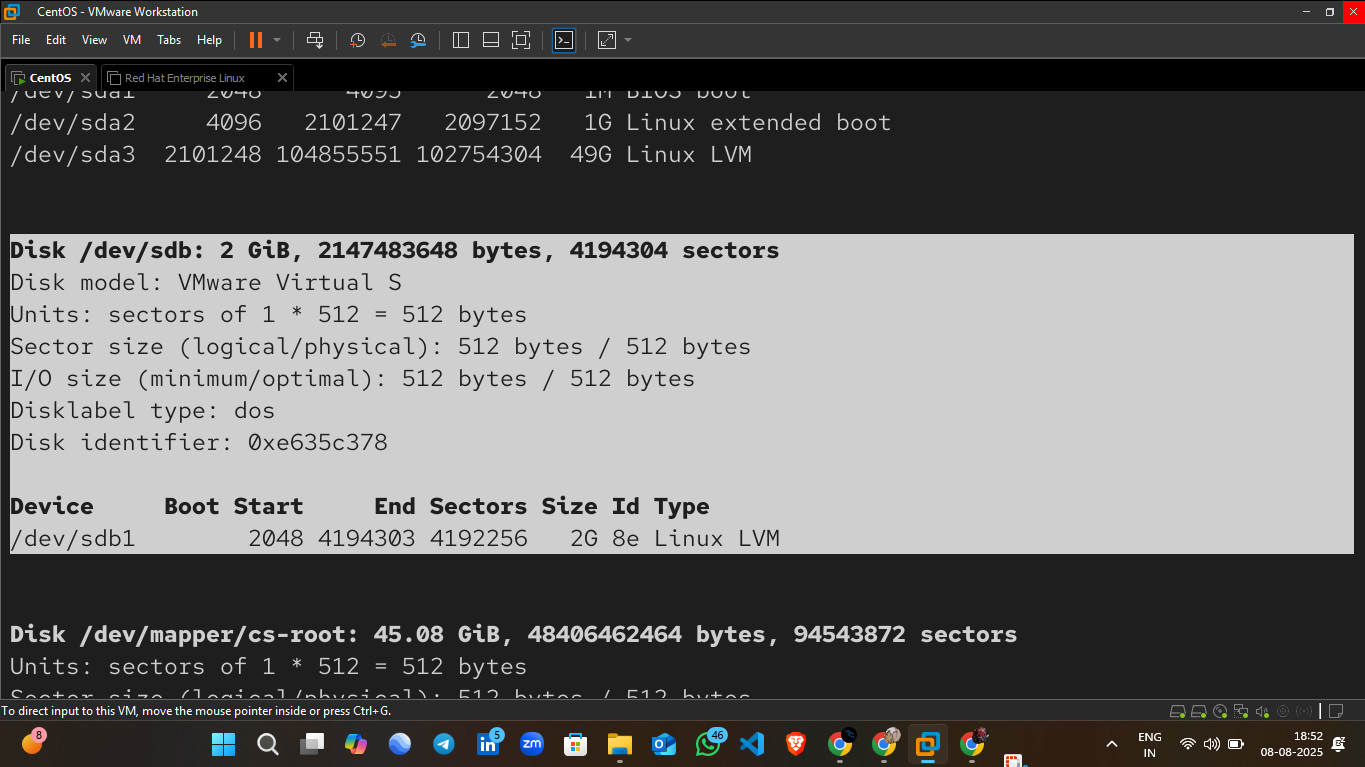 CentOS - VMware Workstation
File Edit View VM Tabs Help
CentOS Red Hat Enterprise Linux
/dev/sda1 2048 4095 2048 1M BIOS boot
/dev/sda2 4096 2101247 2097152 1G Linux extended boot
/dev/sda3 2101248 104855551 102754304 49G Linux LVM
Disk /dev/sdb: 2 GiB, 2147483648 bytes, 4194304 sectors
Disk model: VMware Virtual S
Units: sectors of 1 * 512 = 512 bytes
Sector size (logical/physical): 512 bytes / 512 bytes
I/O size (minimum/optimal): 512 bytes / 512 bytes
Disklabel type: dos
Disk identifier: 0xe635c378
Device Boot Start End Sectors Size Id Type
/dev/sdb1 2048 4194303 4192256 2G 8e Linux LVM
Disk /dev/mapper/cs-root: 45.08 GiB, 48406462464 bytes, 94543872 sectors
Units: sectors of 1 * 512 = 512 bytes
Sector size (logical/physical): 512 bytes / 512 bytes
To direct input to this VM, move the mouse pointer inside or press Ctrl+G.
8
in 5
zm
46
ENG
IN
18:52
08-08-2025